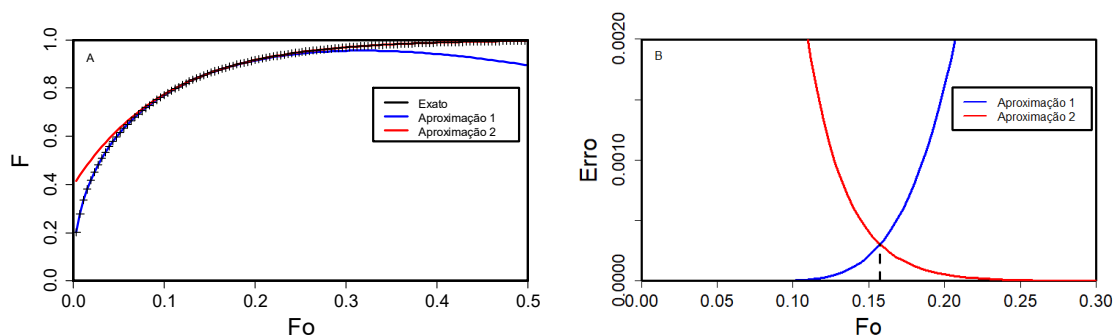 A
F
1.0
0.8
0.6
0.4
0.2
0.0
Exato
Aproximação 1
Aproximação 2
0.0 0.1 0.2 0.3 0.4 0.5
Fo
B
Erro
0.0020
0.0010
0.0000
Aproximação 1
Aproximação 2
0.00 0.05 0.10 0.15 0.20 0.25 0.30
Fo